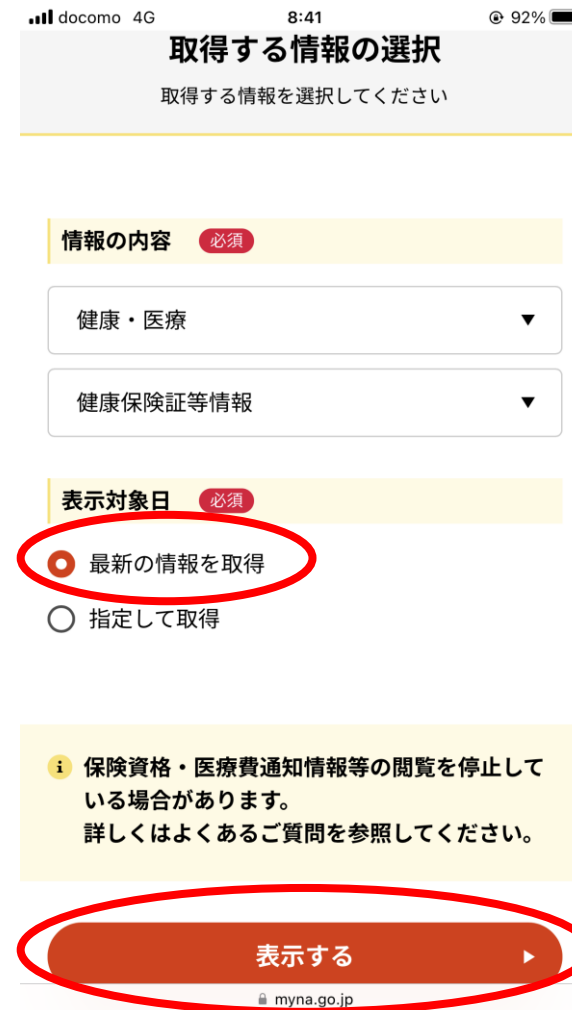 docomo 4G 8:41 92%
取得する情報の選択
取得する情報を選択してください
情報の内容 必須
健康・医療 ▼
健康保険証等情報 ▼
表示対象日 必須
最新の情報を取得
指定して取得
i 保険資格・医療費通知情報等の閲覧を停止して
いる場合があります。
詳しくはよくあるご質問を参照してください。
表示する
myna.go.jp